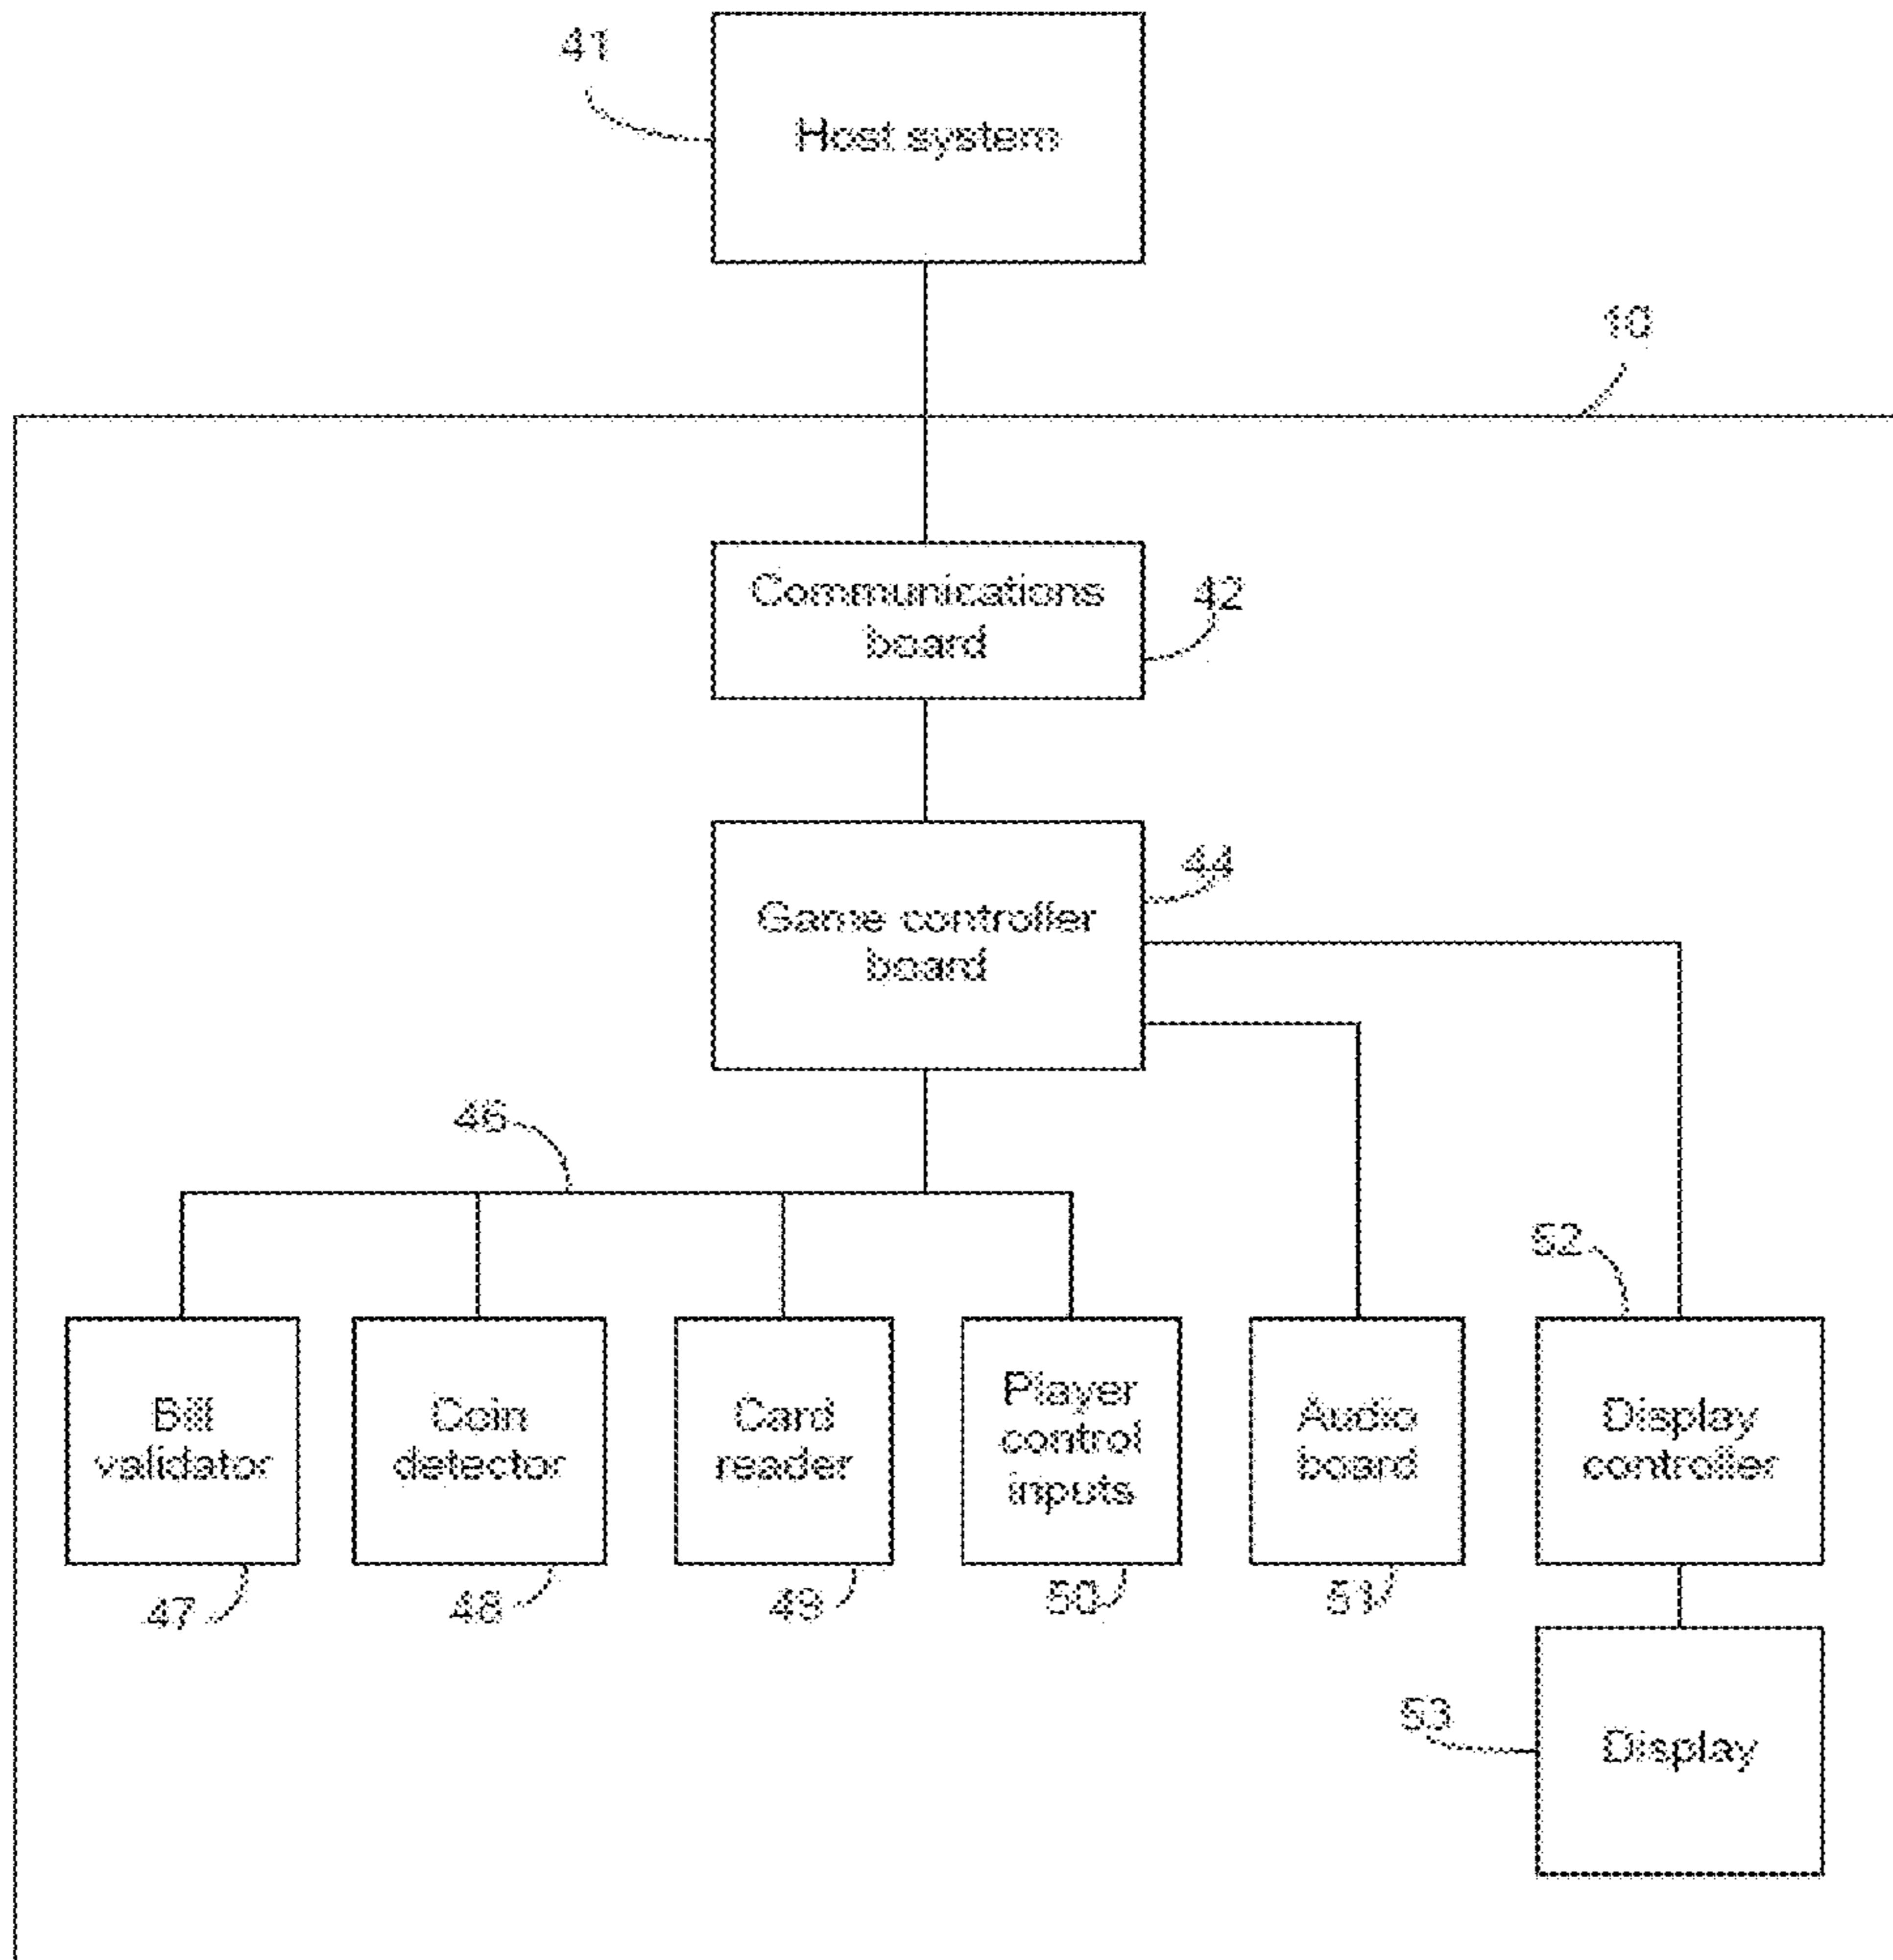 41
Host system
10
Communications
board
42
44
Game controller
board
46
52
Bill
validator
Coin
detector
Card
reader
Player
control
inputs
Audio
board
Display
controller
47
48
49
50
51
53
Display